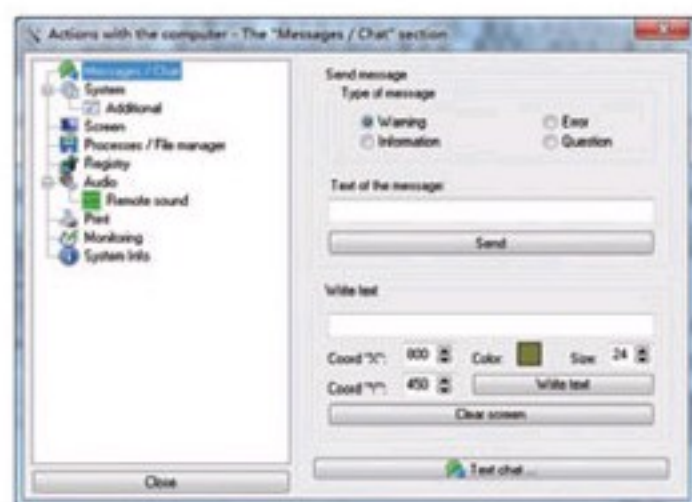 Actions with the computer - The "Messages / Chat" section
Messages / Chat
System
Additional
Screen
Processes / File manager
Registry
Audio
Remote sound
Print
Monitoring
System Info
Close
Send message
Type of message
Warning
Error
Information
Question
Text of the message:
Send
Write text
Coord "X": 800 Color: Size: 24
Coord "Y": 450 Write text
Clear screen
Text chat ...